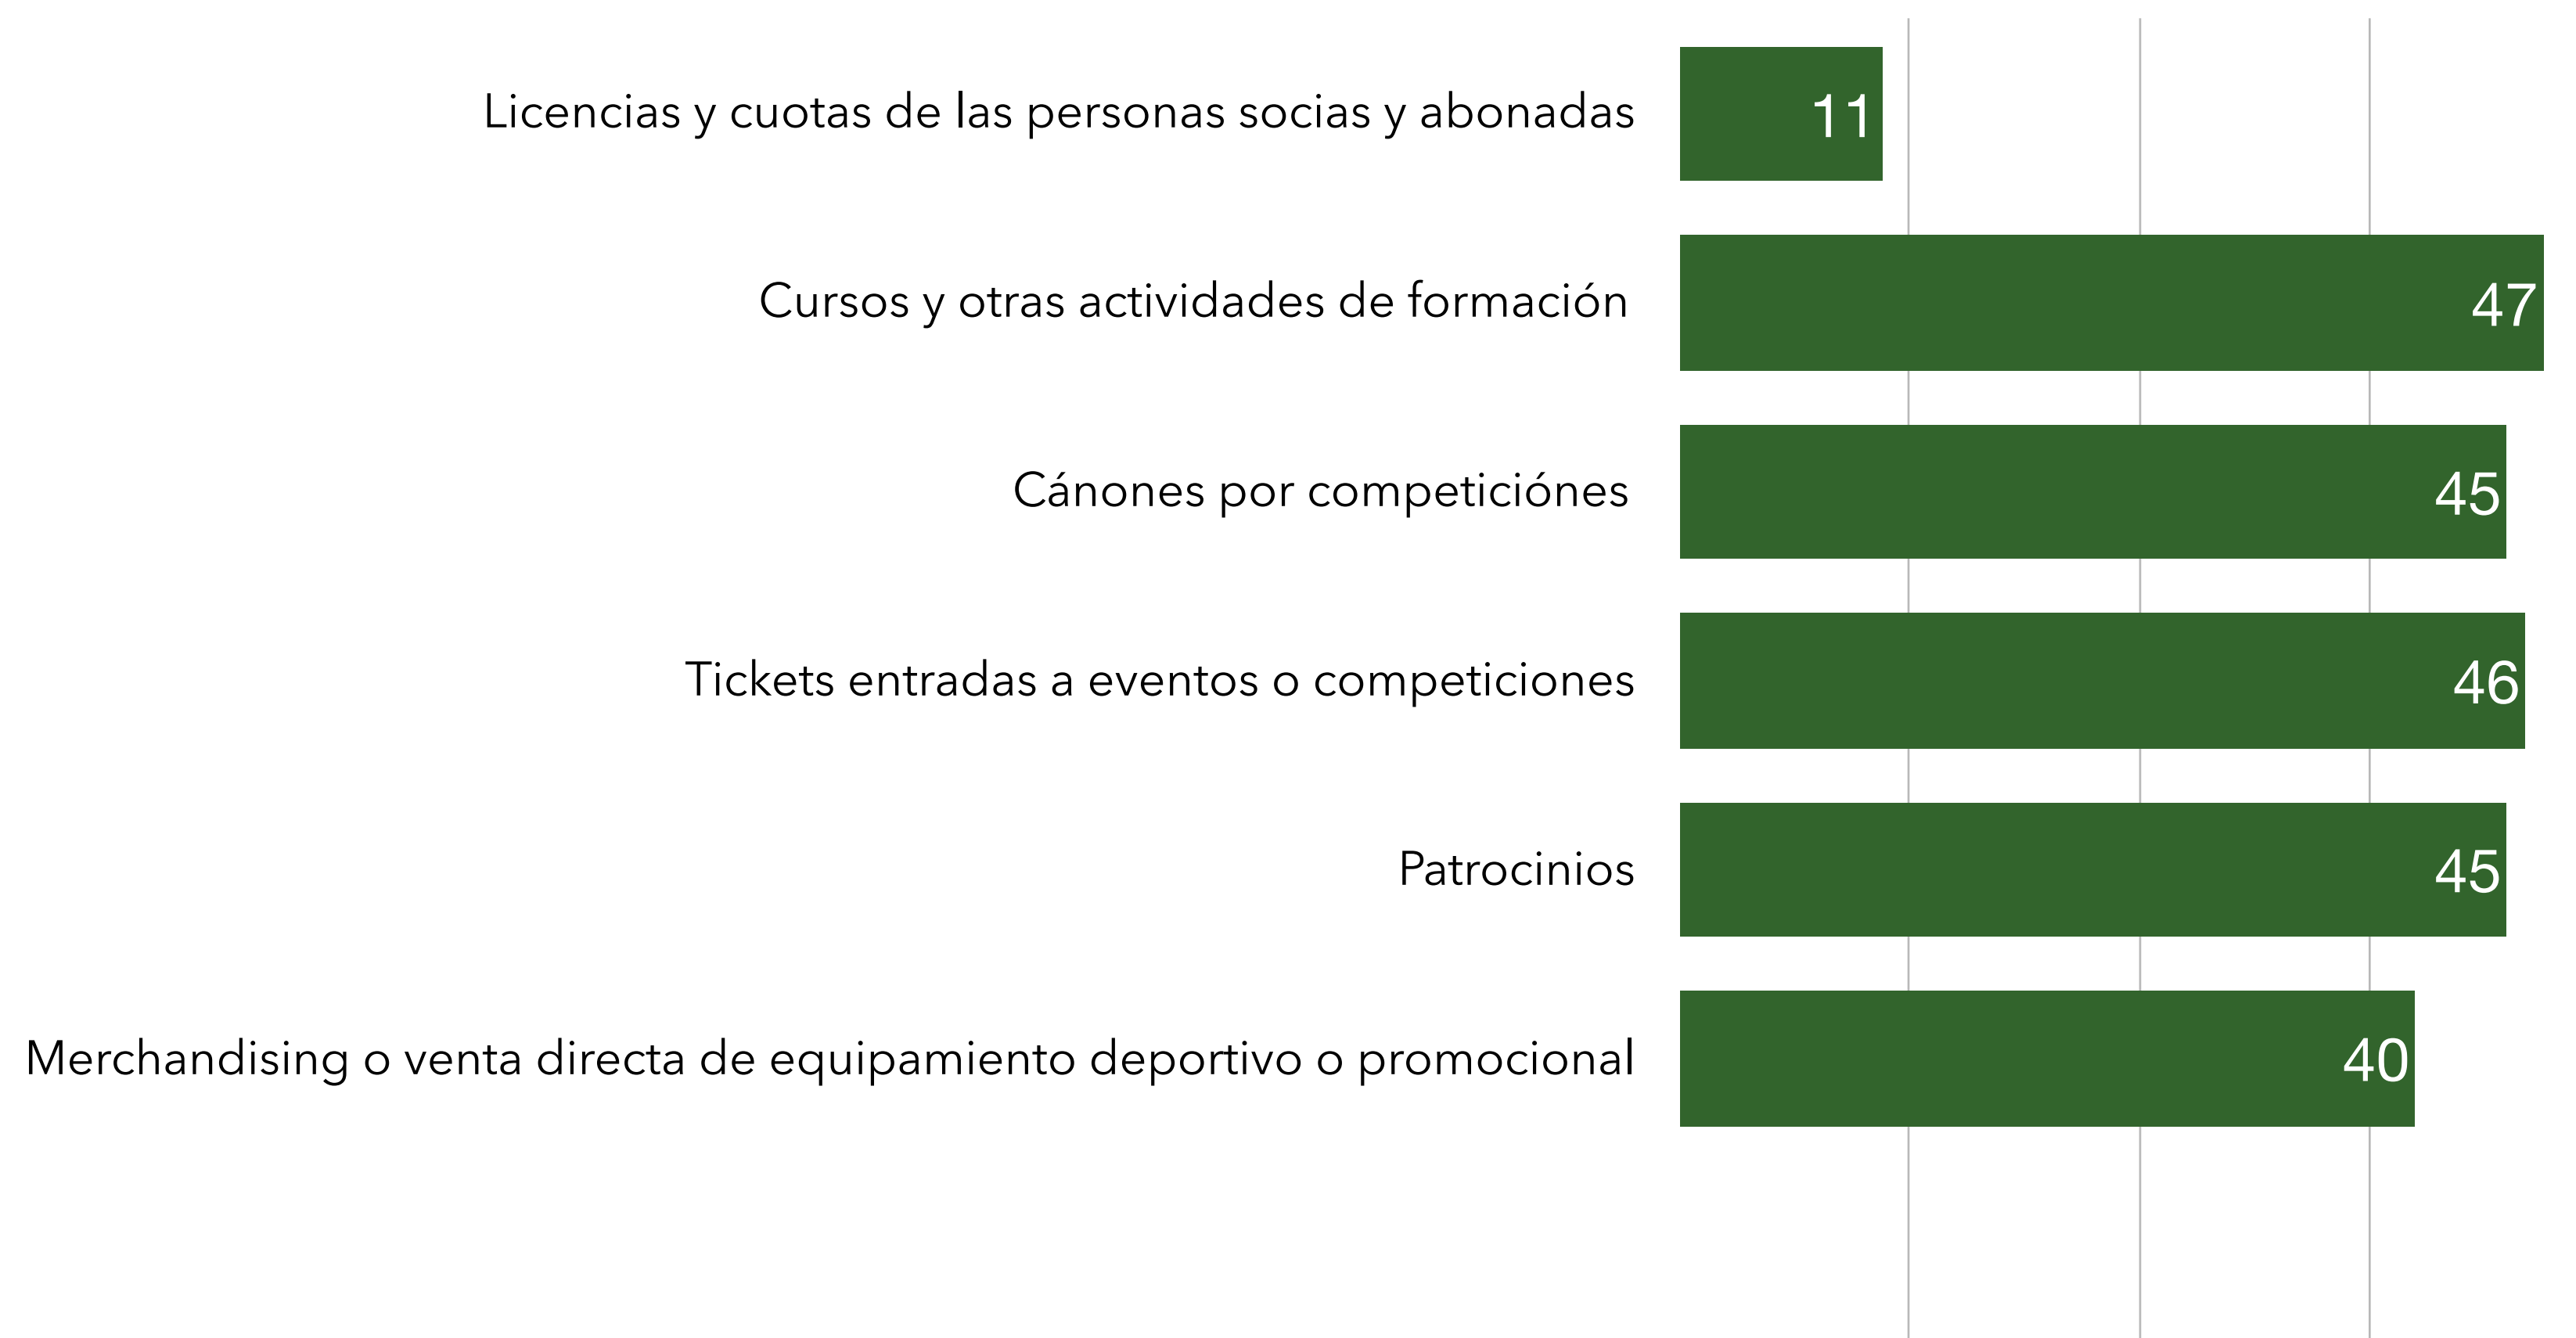 Licencias y cuotas de las personas socias y abonadas 11
Cursos y otras actividades de formación 47
Cánones por competiciónes 45
Tickets entradas a eventos o competiciones 46
Patrocinios 45
Merchandising o venta directa de equipamiento deportivo o promocional 40